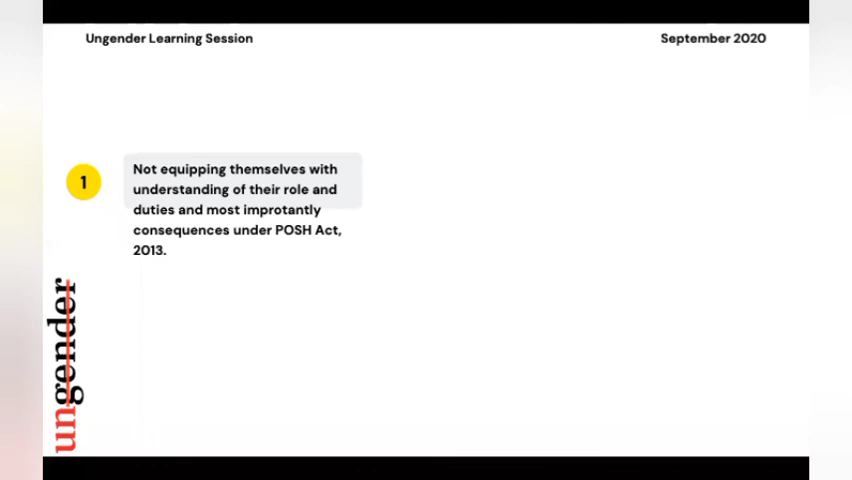 Ungender Learning Session
September 2020
1
Not equipping themselves with
understanding of their role and
duties and most improtantly
consequences under POSH Act,
2013.
ungender